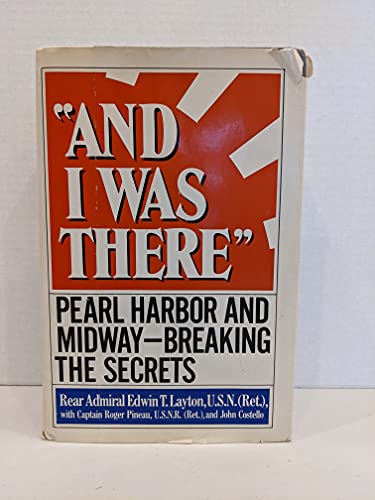 "AND
I WAS
THERE"
PEARL HARBOR AND
MIDWAY—BREAKING
THE SECRETS
Rear Admiral Edwin T. Layton, U.S.N. (Ret.),
with Captain Roger Pineau, U.S.N.R. (Ret.), and John Costello